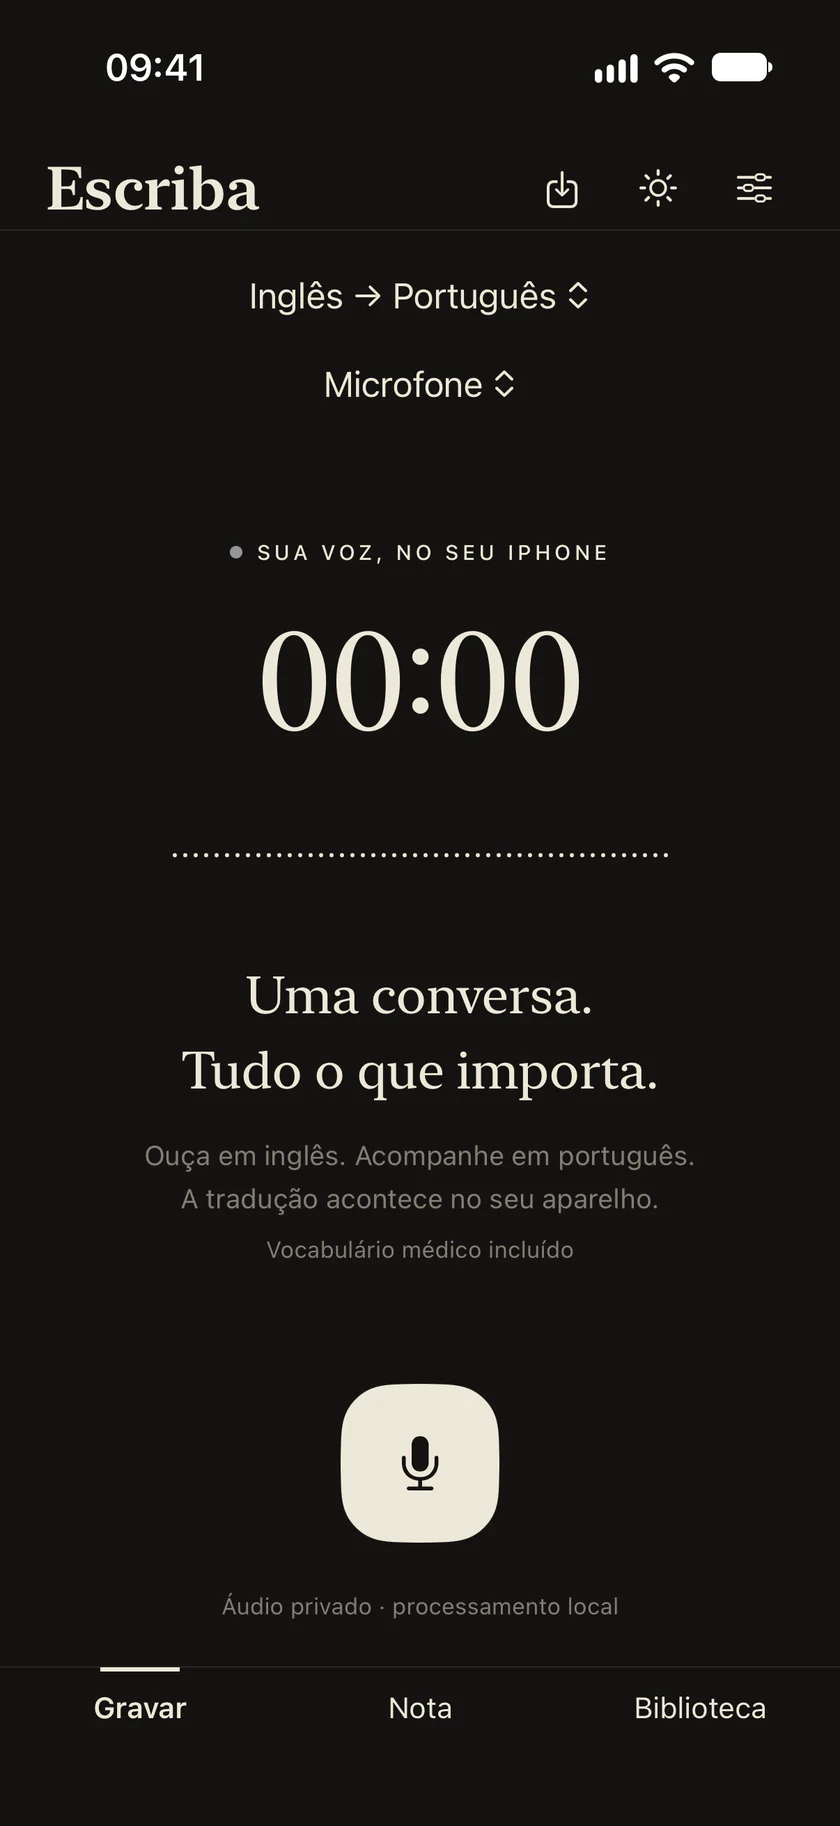 09:41
Escriba
Inglês → Português
Microfone
SUA VOZ, NO SEU IPHONE
00:00
Uma conversa.
Tudo o que importa.
Ouça em inglês. Acompanhe em português.
A tradução acontece no seu aparelho.
Vocabulário médico incluído
Áudio privado · processamento local
Gravar Nota Biblioteca